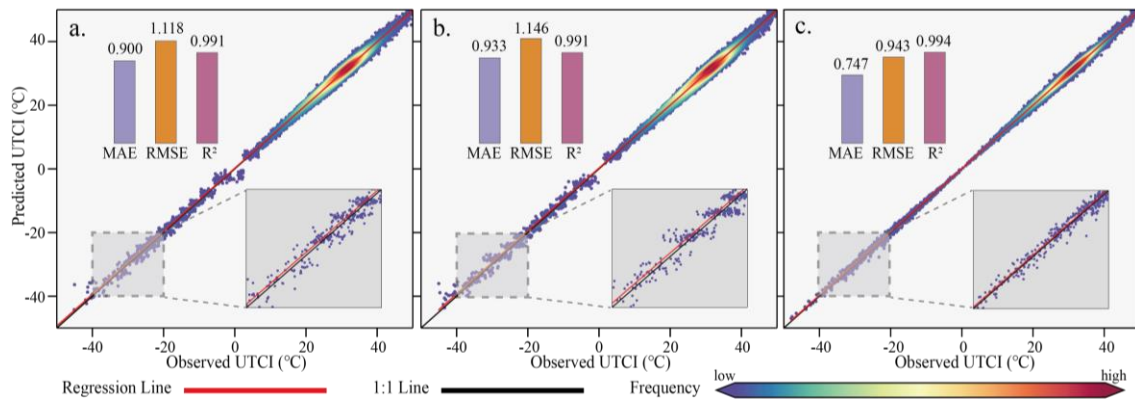 a.
1.118
0.900
0.991
MAE RMSE R²
b.
1.146
0.933
0.991
MAE RMSE R²
c.
0.747
0.943
0.994
MAE RMSE R²
Predicted UTCI (°C)
40
20
0
-20
-40
-40 -20 0 20 40
Observed UTCI (°C)
-40 -20 0 20 40
Observed UTCI (°C)
-40 -20 0 20 40
Observed UTCI (°C)
Regression Line
1:1 Line
Frequency
low
high